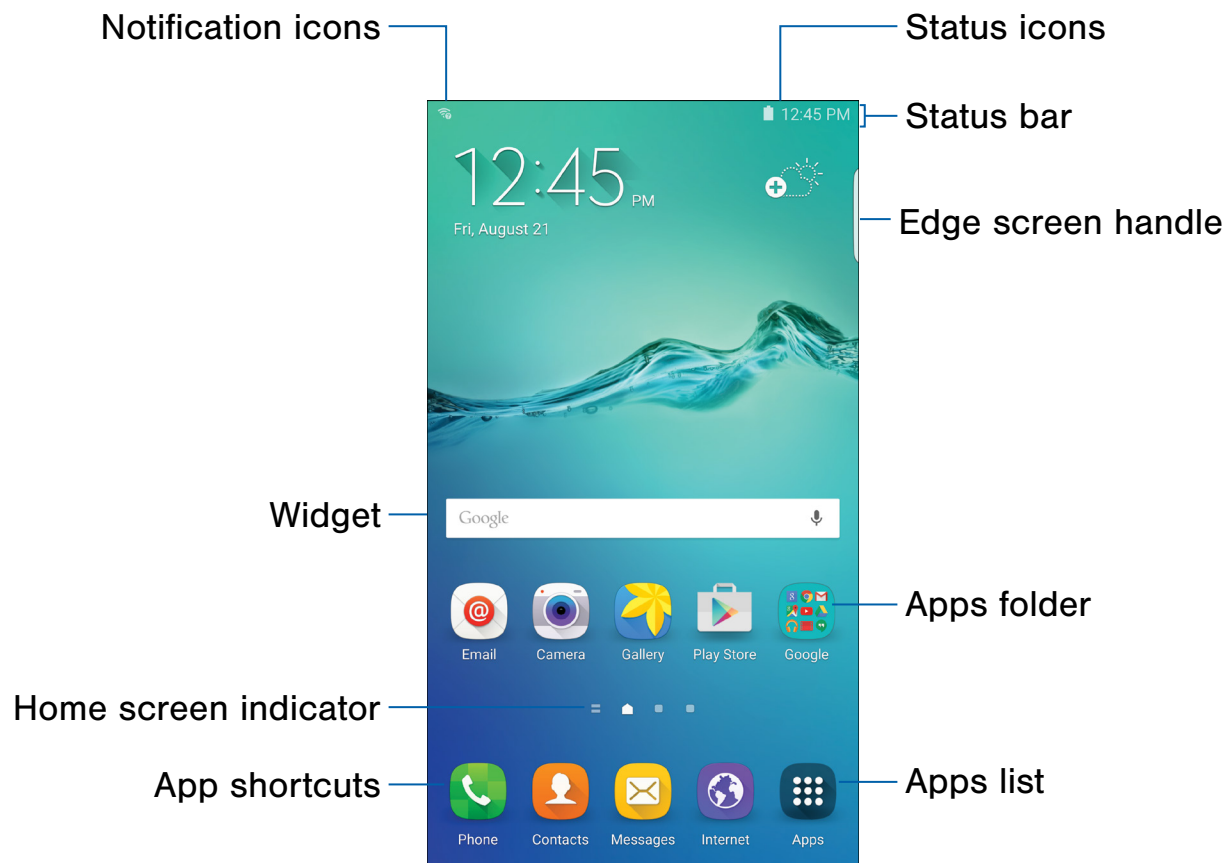 Notification icons
Status icons
12:45 PM
Status bar
12:45 PM
Fri, August 21
Edge screen handle
Widget
Google
Apps folder
Email
Camera
Gallery
Play Store
Google
Home screen indicator
App shortcuts
Apps list
Phone
Contacts
Messages
Internet
Apps